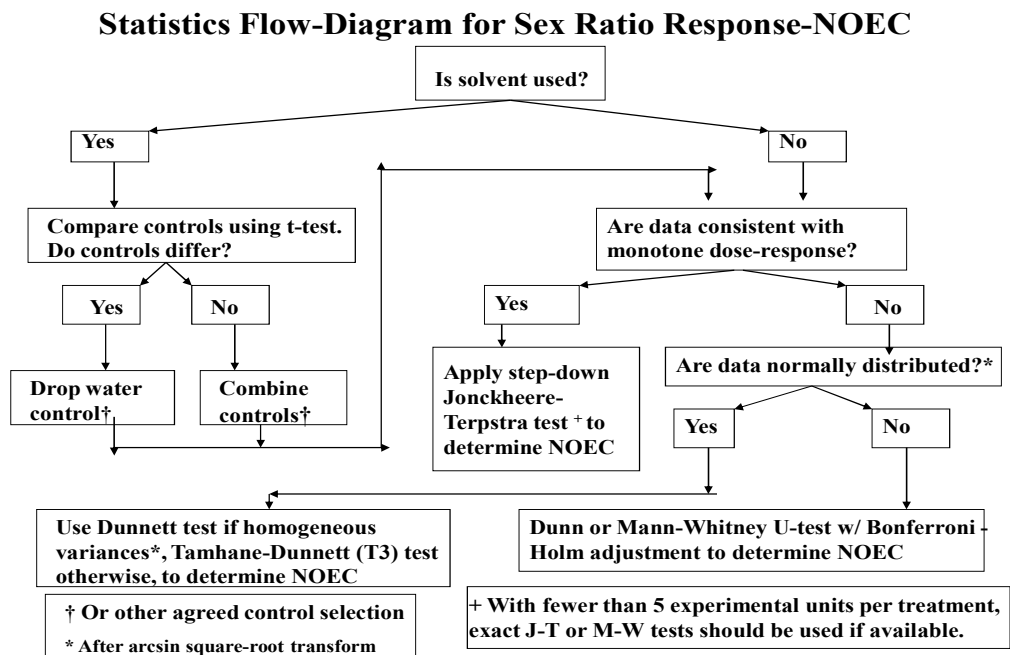 Statistics Flow-Diagram for Sex Ratio Response-NOEC
Is solvent used?
Yes
No
Compare controls using t-test.
Do controls differ?
Are data consistent with
monotone dose-response?
Yes
No
Yes
No
Drop water
control†
Combine
controls†
Apply step-down
Jonckheere-
Terpstra test + to
determine NOEC
Are data normally distributed?*
Yes
No
Use Dunnett test if homogeneous
variances*, Tamhane-Dunnett (T3) test
otherwise, to determine NOEC
Dunn or Mann-Whitney U-test w/ Bonferroni -
Holm adjustment to determine NOEC
† Or other agreed control selection
* After arcsin square-root transform
+ With fewer than 5 experimental units per treatment,
exact J-T or M-W tests should be used if available.